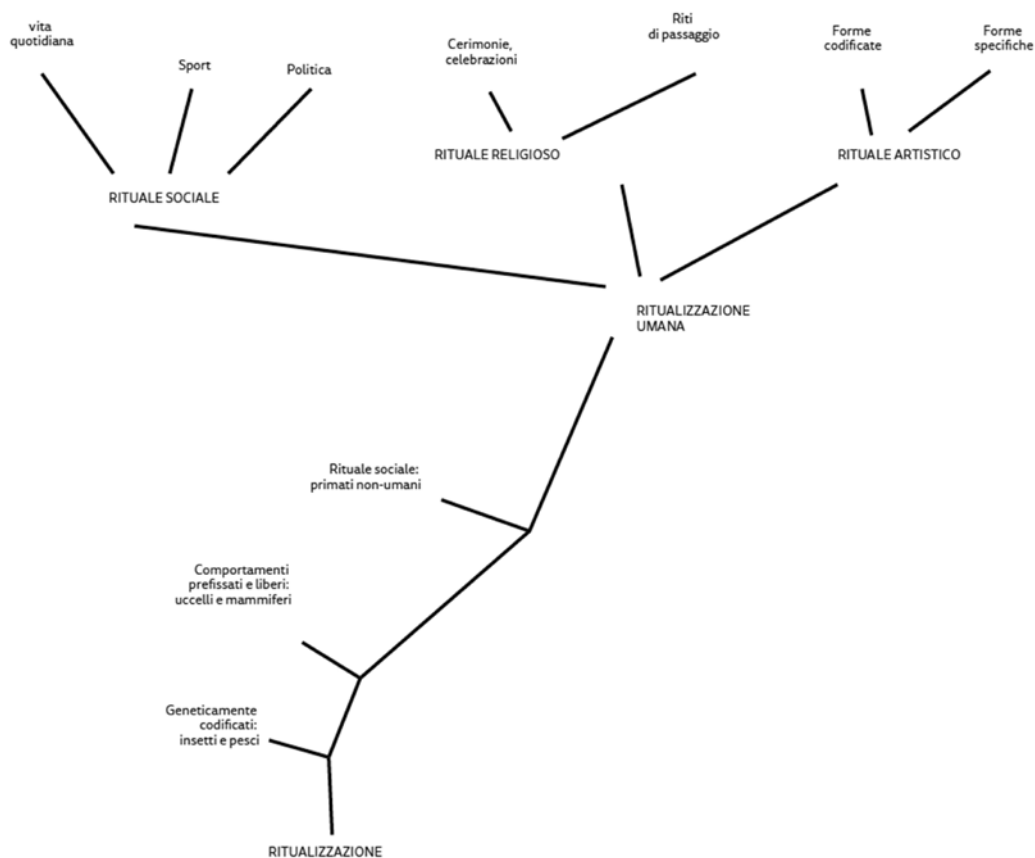 vita
quotidiana
Sport
Politica
Cerimonie,
celebrazioni
Riti
di passaggio
Forme
codificate
Forme
specifiche
RITUALE SOCIALE
RITUALE RELIGIOSO
RITUALE ARTISTICO
RITUALIZZAZIONE
UMANA
Rituale sociale:
primati non-umani
Comportamenti
prefissati e liberi:
uccelli e mammiferi
Geneticamente
codificati:
insetti e pesci
RITUALIZZAZIONE